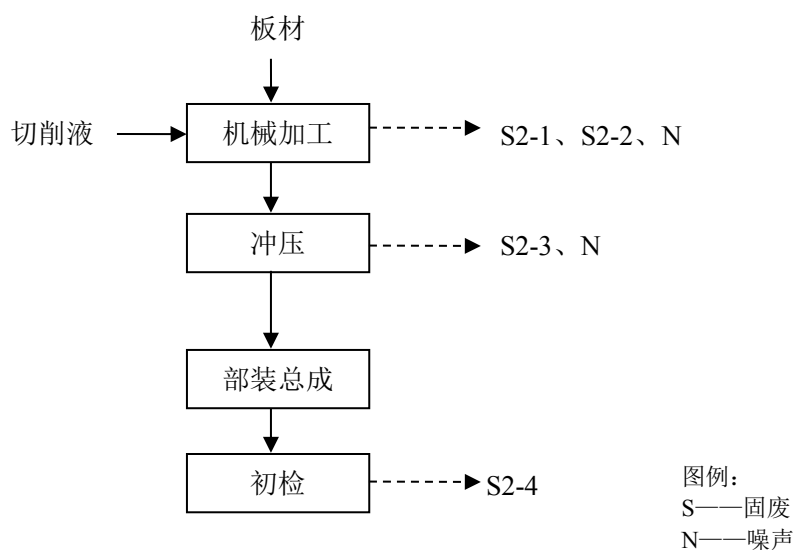 板材
切削液
机械加工
S2-1、S2-2、N
冲压
S2-3、N
部装总成
初检
S2-4
图例：
S——固废
N——噪声